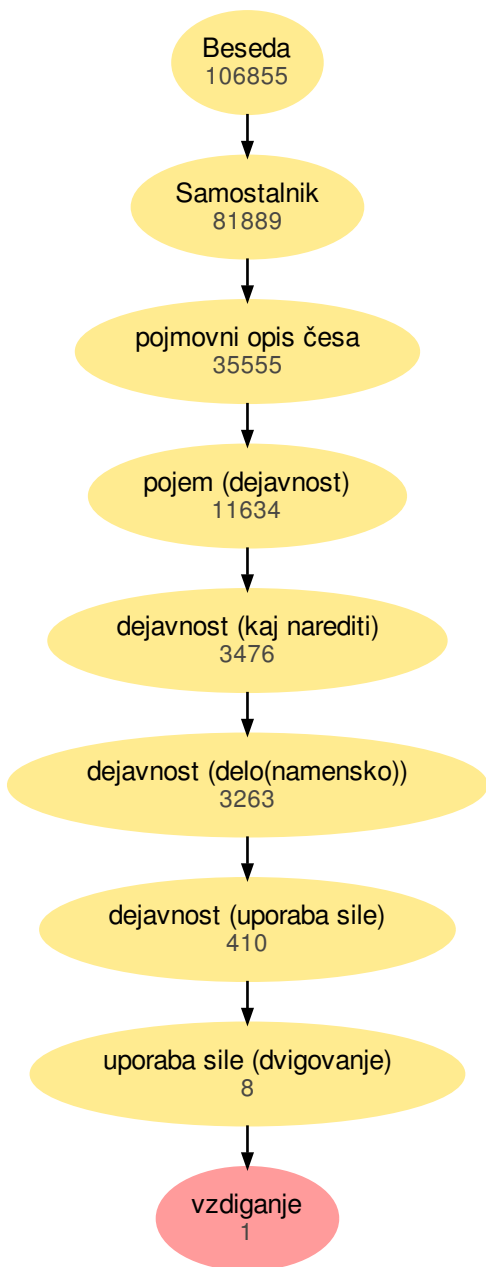 Beseda
106855
Samostalnik
81889
pojmovni opis česa
35555
pojem (dejavnost)
11634
dejavnost (kaj narediti)
3476
dejavnost (delo(namensko))
3263
dejavnost (uporaba sile)
410
uporaba sile (dvigovanje)
8
vzdiganje
1